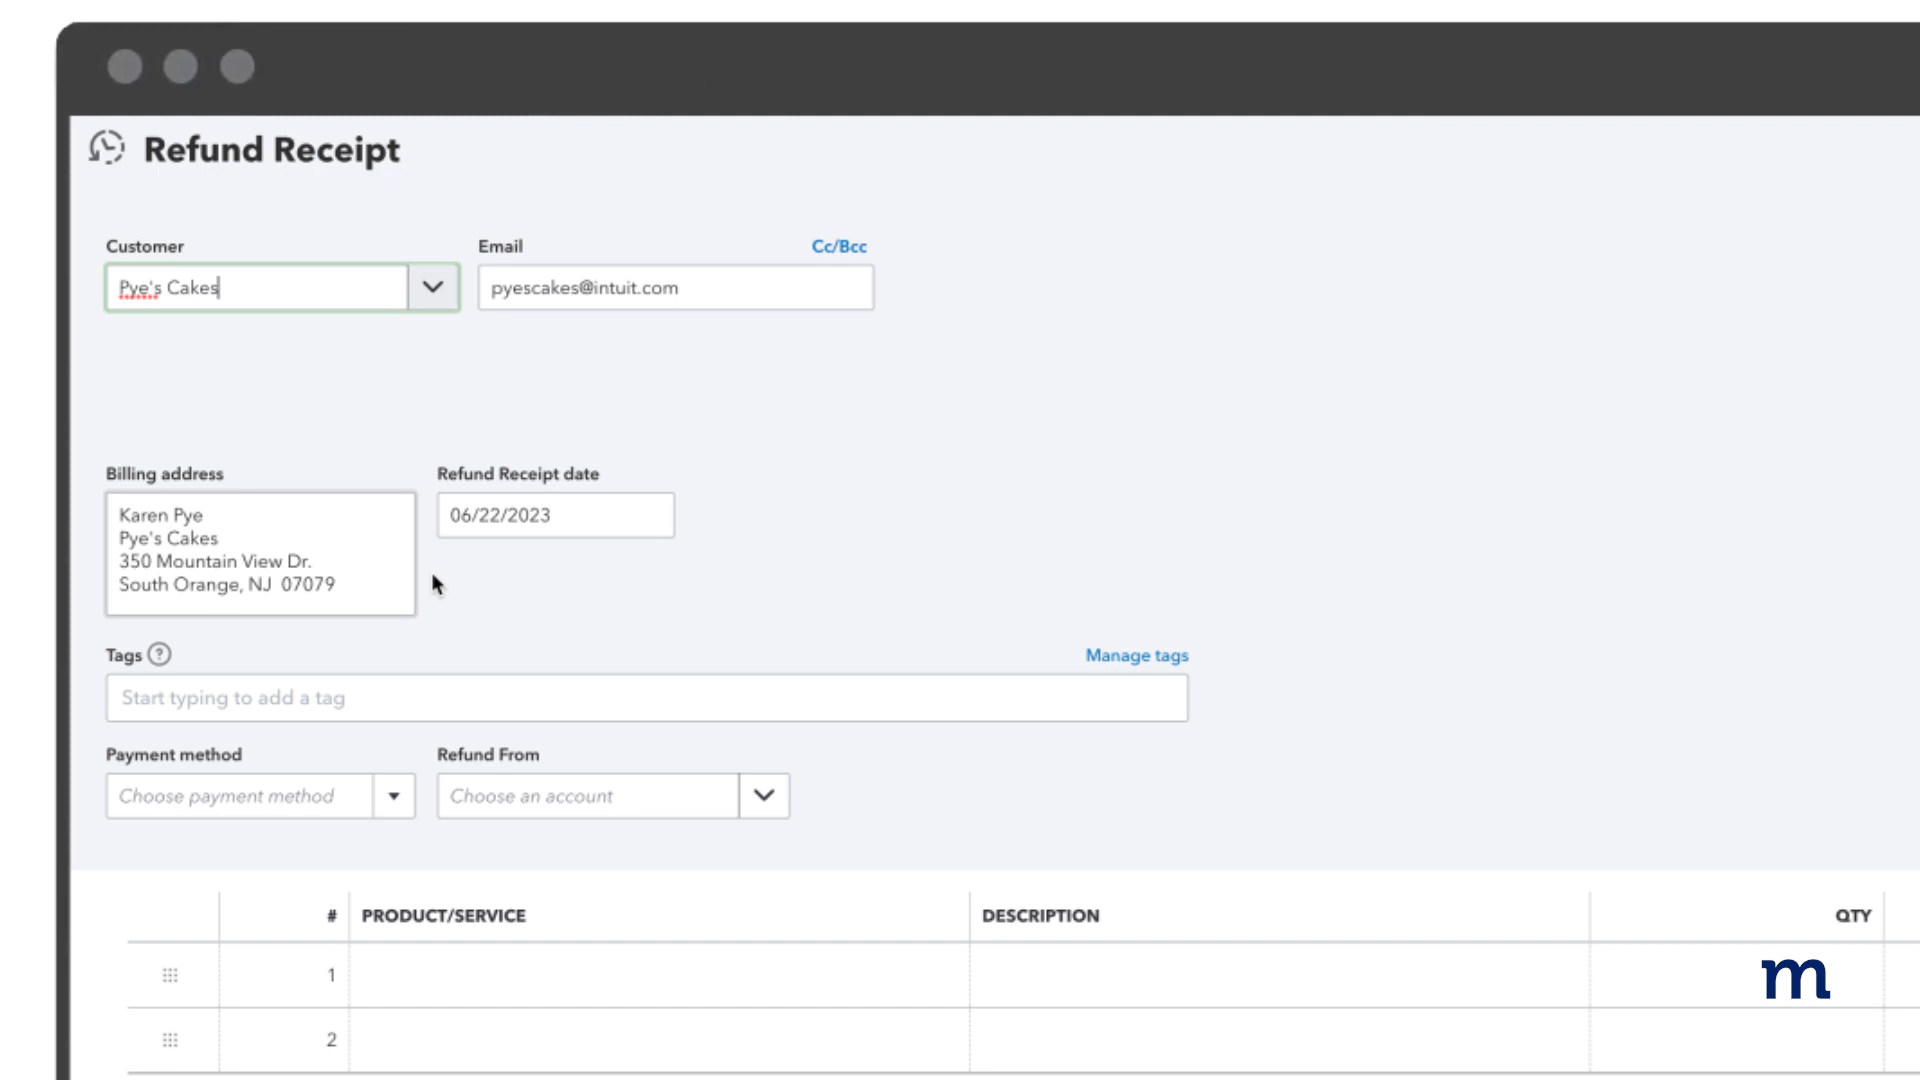 Refund Receipt
Customer
Email
Cc/Bcc
Pye's Cakes
pyescakes@intuit.com
Billing address
Refund Receipt date
Karen Pye
Pye's Cakes
350 Mountain View Dr.
South Orange, NJ 07079
06/22/2023
Tags ?
Manage tags
Start typing to add a tag
Payment method
Refund From
Choose payment method
Choose an account
# PRODUCT/SERVICE DESCRIPTION QTY
1
m
2